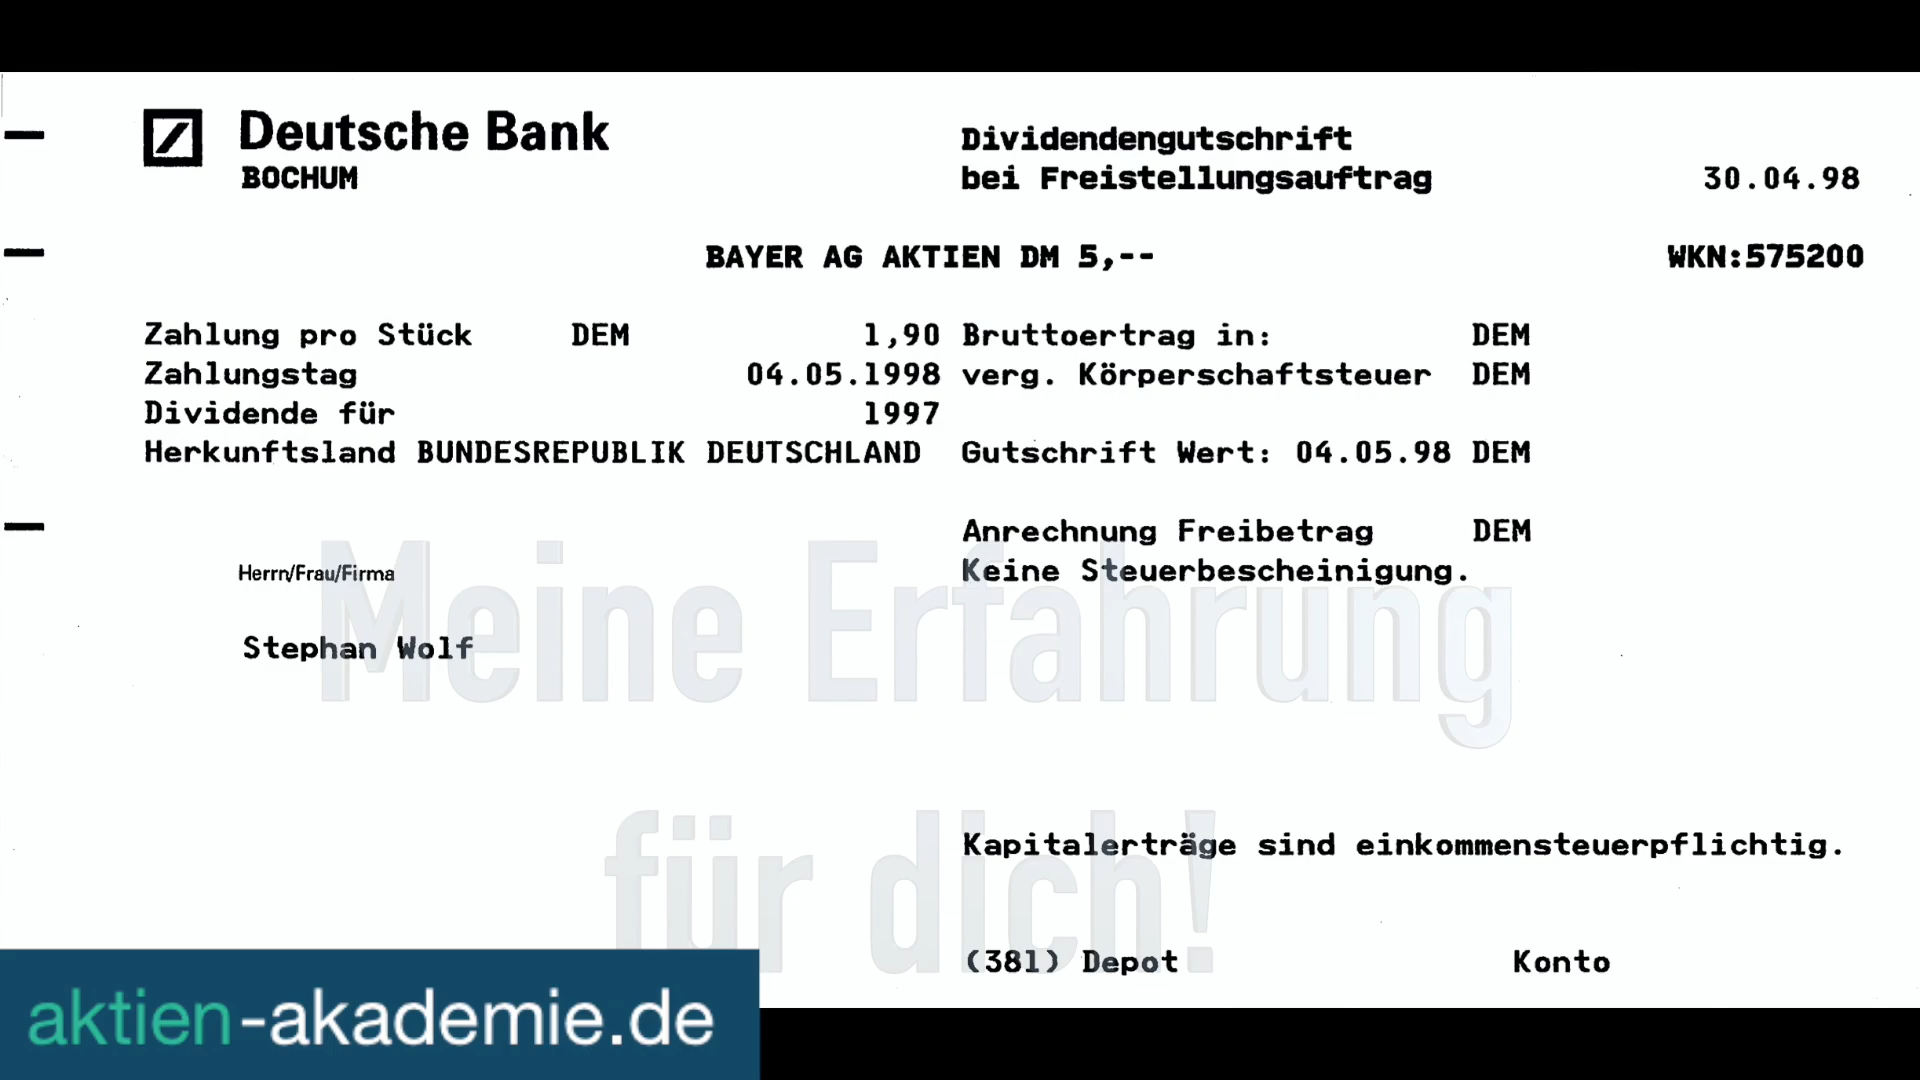 Deutsche Bank
BOCHUM
Dividendengutschrift
bei Freistellungsauftrag 30.04.98
BAYER AG AKTIEN DM 5,-- WKN:575200
Zahlung pro Stück DEM 1,90 Bruttoertrag in: DEM
Zahlungstag 04.05.1998 verg. Körperschaftsteuer DEM
Dividende für 1997
Herkunftsland BUNDESREPUBLIK DEUTSCHLAND Gutschrift Wert: 04.05.98 DEM
Anrechnung Freibetrag DEM
Herrn/Frau/Firma Keine Steuerbescheinigung.
Stephan Wolf
Meine Erfahrung
für dich!
Kapitalerträge sind einkommensteuerpflichtig.
(381) Depot Konto
aktien-akademie.de